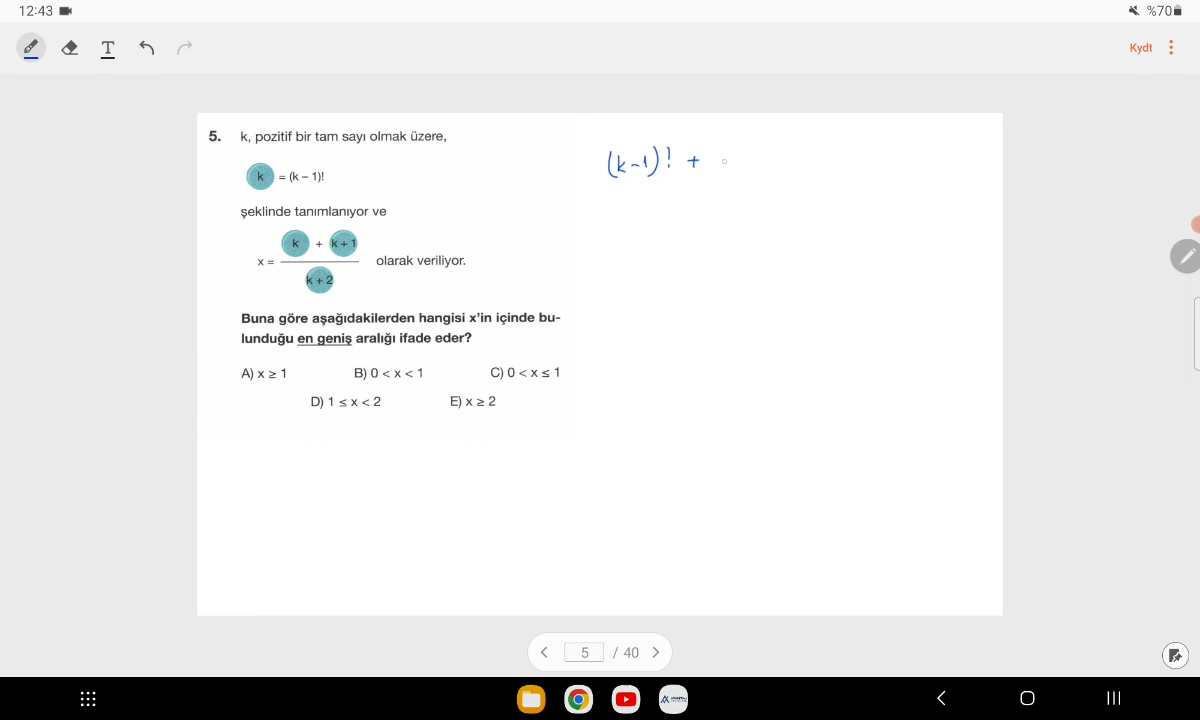 12:43 %70
T Kydt
5. k, pozitif bir tam sayı olmak üzere,
k = (k – 1)!
(k-1)! +
şeklinde tanımlanıyor ve
k + k + 1
x = olarak veriliyor.
k + 2
Buna göre aşağıdakilerden hangisi x'in içinde bu-
lunduğu en geniş aralığı ifade eder?
A) x ≥ 1 B) 0 < x < 1 C) 0 < x ≤ 1
D) 1 ≤ x < 2 E) x ≥ 2
5 / 40